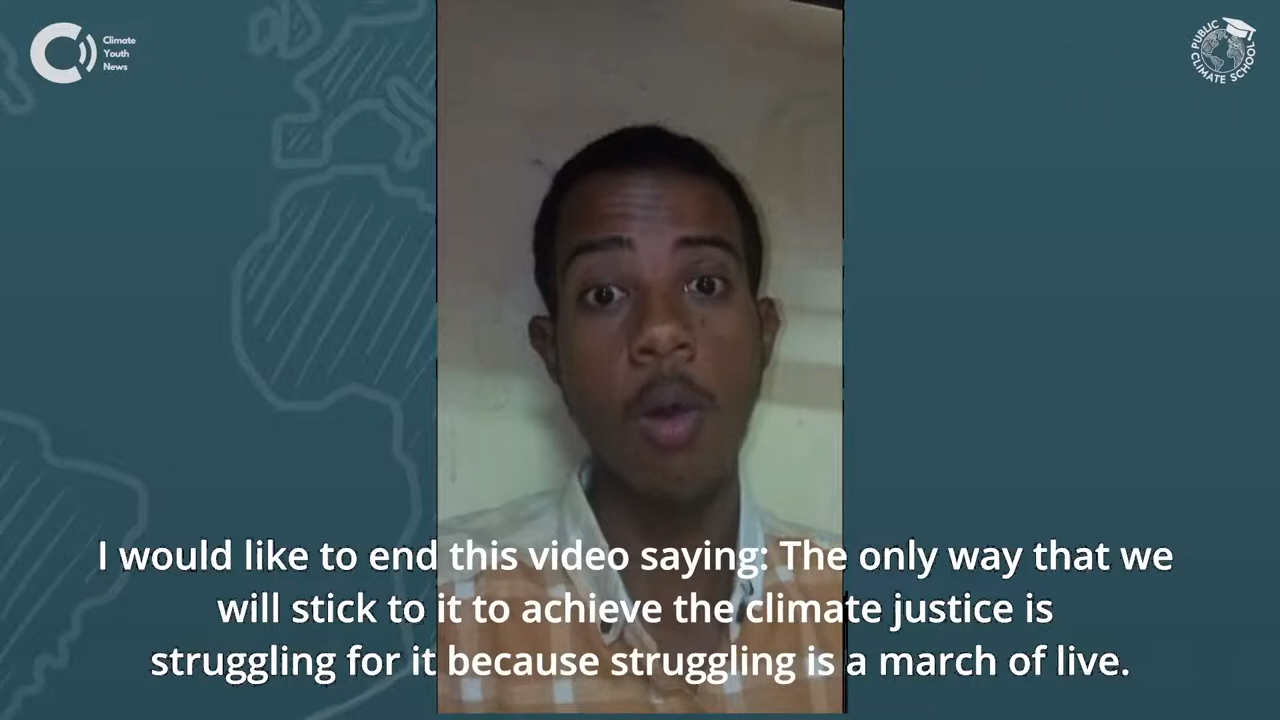 Climate
Youth
News
PUBLIC
CLIMATE SCHOOL
I would like to end this video saying: The only way that we
will stick to it to achieve the climate justice is
struggling for it because struggling is a march of live.